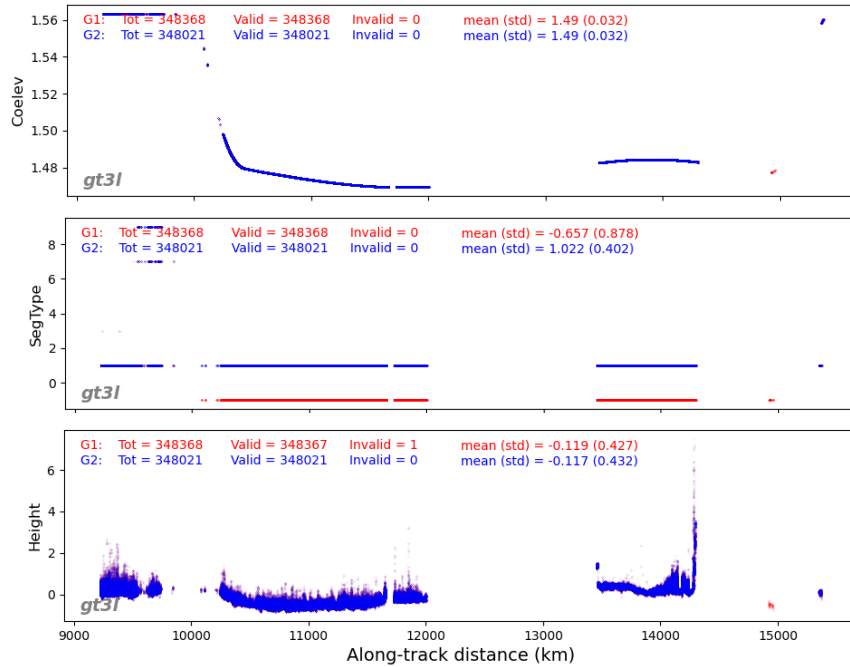 1.56
1.54
1.52
1.50
1.48
Coelev
G1: Tot = 348368 Valid = 348368 Invalid = 0 mean (std) = 1.49 (0.032)
G2: Tot = 348021 Valid = 348021 Invalid = 0 mean (std) = 1.49 (0.032)
gt3l
8
6
4
2
0
SegType
G1: Tot = 348368 Valid = 348368 Invalid = 0 mean (std) = -0.657 (0.878)
G2: Tot = 348021 Valid = 348021 Invalid = 0 mean (std) = 1.022 (0.402)
gt3l
6
4
2
0
Height
G1: Tot = 348368 Valid = 348367 Invalid = 1 mean (std) = -0.119 (0.427)
G2: Tot = 348021 Valid = 348021 Invalid = 0 mean (std) = -0.117 (0.432)
gt3l
9000 10000 11000 12000 13000 14000 15000
Along-track distance (km)